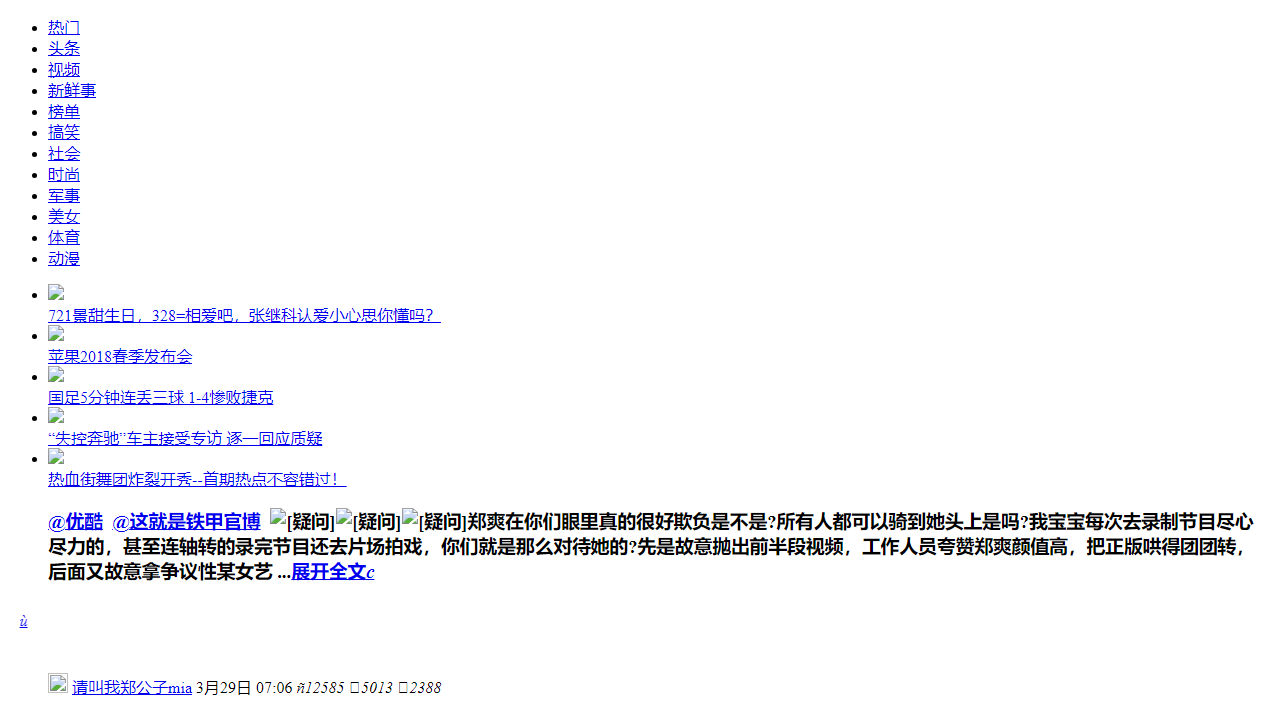 热门
头条
视频
新鲜事
榜单
搞笑
社会
时尚
军事
美女
体育
动漫
721景甜生日，328=相爱吧，张继科认爱小心思你懂吗？
苹果2018春季发布会
国足5分钟连丢三球 1-4惨败捷克
“失控奔驰”车主接受专访 逐一回应质疑
热血街舞团炸裂开秀--首期热点不容错过！
@优酷 @这就是铁甲官博 [疑问][疑问][疑问]郑爽在你们眼里真的很好欺负是不是?所有人都可以骑到她头上是吗?我宝宝每次去录制节目尽心
尽力的，甚至连轴转的录完节目还去片场拍戏，你们就是那么对待她的?先是故意抛出前半段视频，工作人员夸赞郑爽颜值高，把正版哄得团团转，
后面又故意拿争议性某女艺 ...展开全文c
ù
请叫我郑公子mia 3月29日 07:06 ñ12585 5013 2388